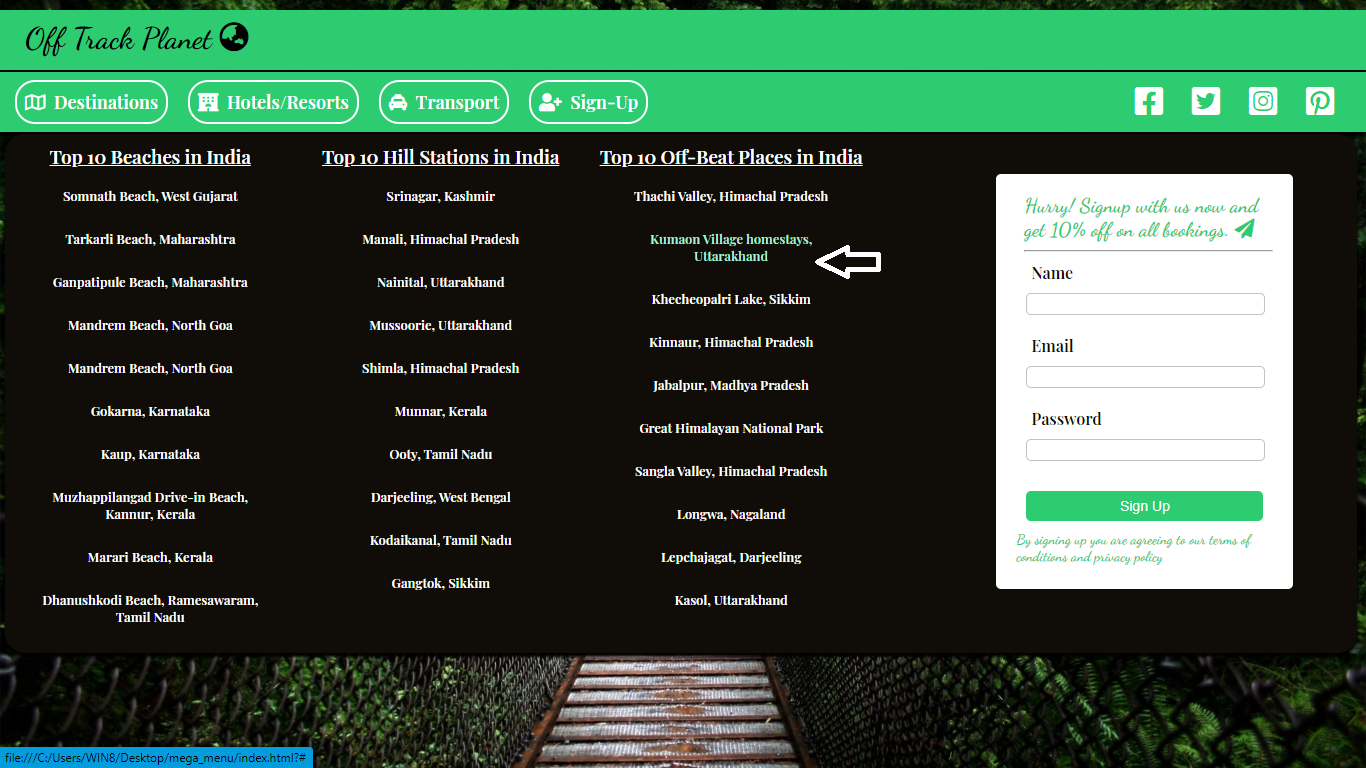 Off Track Planet
Destinations
Hotels/Resorts
Transport
Sign-Up
Top 10 Beaches in India
Somnath Beach, West Gujarat
Tarkarli Beach, Maharashtra
Ganpatipule Beach, Maharashtra
Mandrem Beach, North Goa
Mandrem Beach, North Goa
Gokarna, Karnataka
Kaup, Karnataka
Muzhappilangad Drive-in Beach,
Kannur, Kerala
Marari Beach, Kerala
Dhanushkodi Beach, Ramesawaram,
Tamil Nadu
Top 10 Hill Stations in India
Srinagar, Kashmir
Manali, Himachal Pradesh
Nainital, Uttarakhand
Mussoorie, Uttarakhand
Shimla, Himachal Pradesh
Munnar, Kerala
Ooty, Tamil Nadu
Darjeeling, West Bengal
Kodaikanal, Tamil Nadu
Gangtok, Sikkim
Top 10 Off-Beat Places in India
Thachi Valley, Himachal Pradesh
Kumaon Village homestays,
Uttarakhand
Khecheopalri Lake, Sikkim
Kinnaur, Himachal Pradesh
Jabalpur, Madhya Pradesh
Great Himalayan National Park
Sangla Valley, Himachal Pradesh
Longwa, Nagaland
Lepchajagat, Darjeeling
Kasol, Uttarakhand
Hurry! Signup with us now and
get 10% off on all bookings.
Name
Email
Password
Sign Up
By signing up you are agreeing to our terms of
conditions and privacy policy
file:///C:/Users/WIN8/Desktop/mega_menu/index.html?#